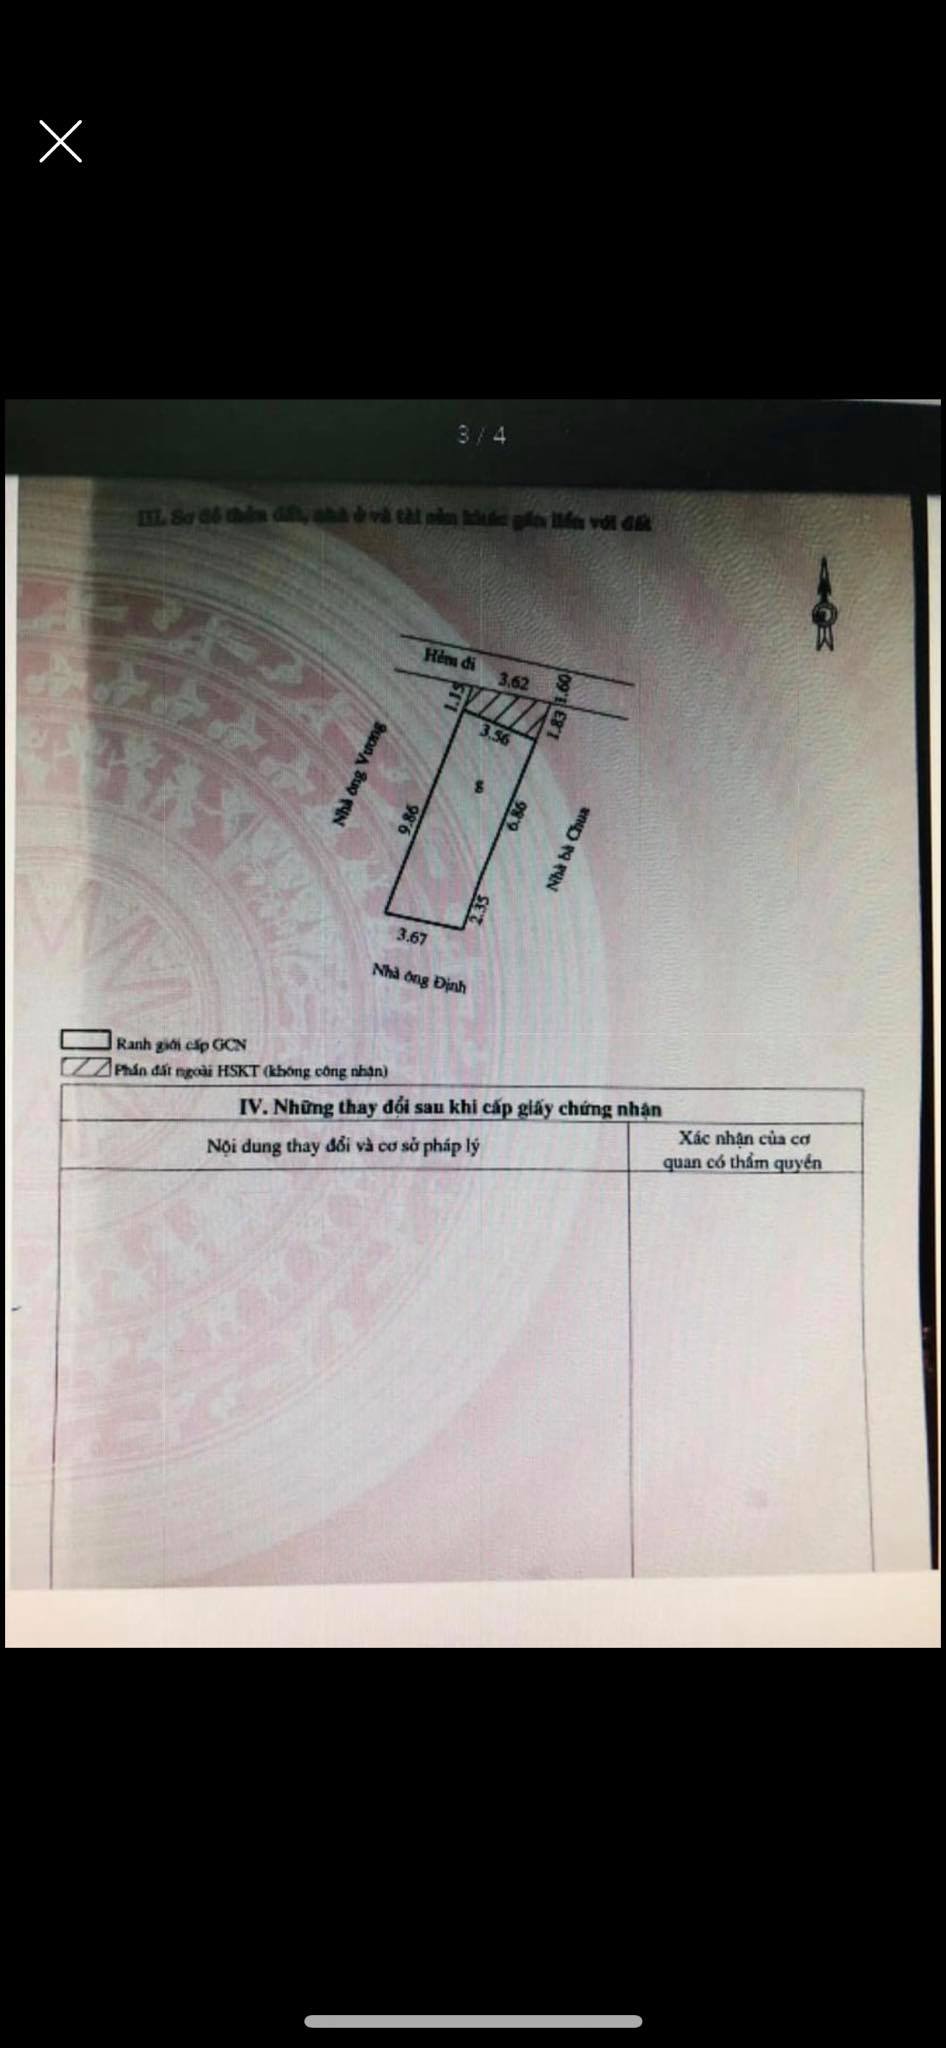 3 / 4
III. Sơ đồ thửa đất, nhà ở và tài sản khác gắn liền với đất
Hẻm đi
3.62
1.60
1.15
1.83
3.56
Nhà ông Vương
9.86
6.86
Nhà bà Chua
2.35
3.67
Nhà ông Định
Ranh giới cấp GCN
Phần đất ngoài HSKT (không công nhận)
IV. Những thay đổi sau khi cấp giấy chứng nhận
Nội dung thay đổi và cơ sở pháp lý
Xác nhận của cơ
quan có thẩm quyền